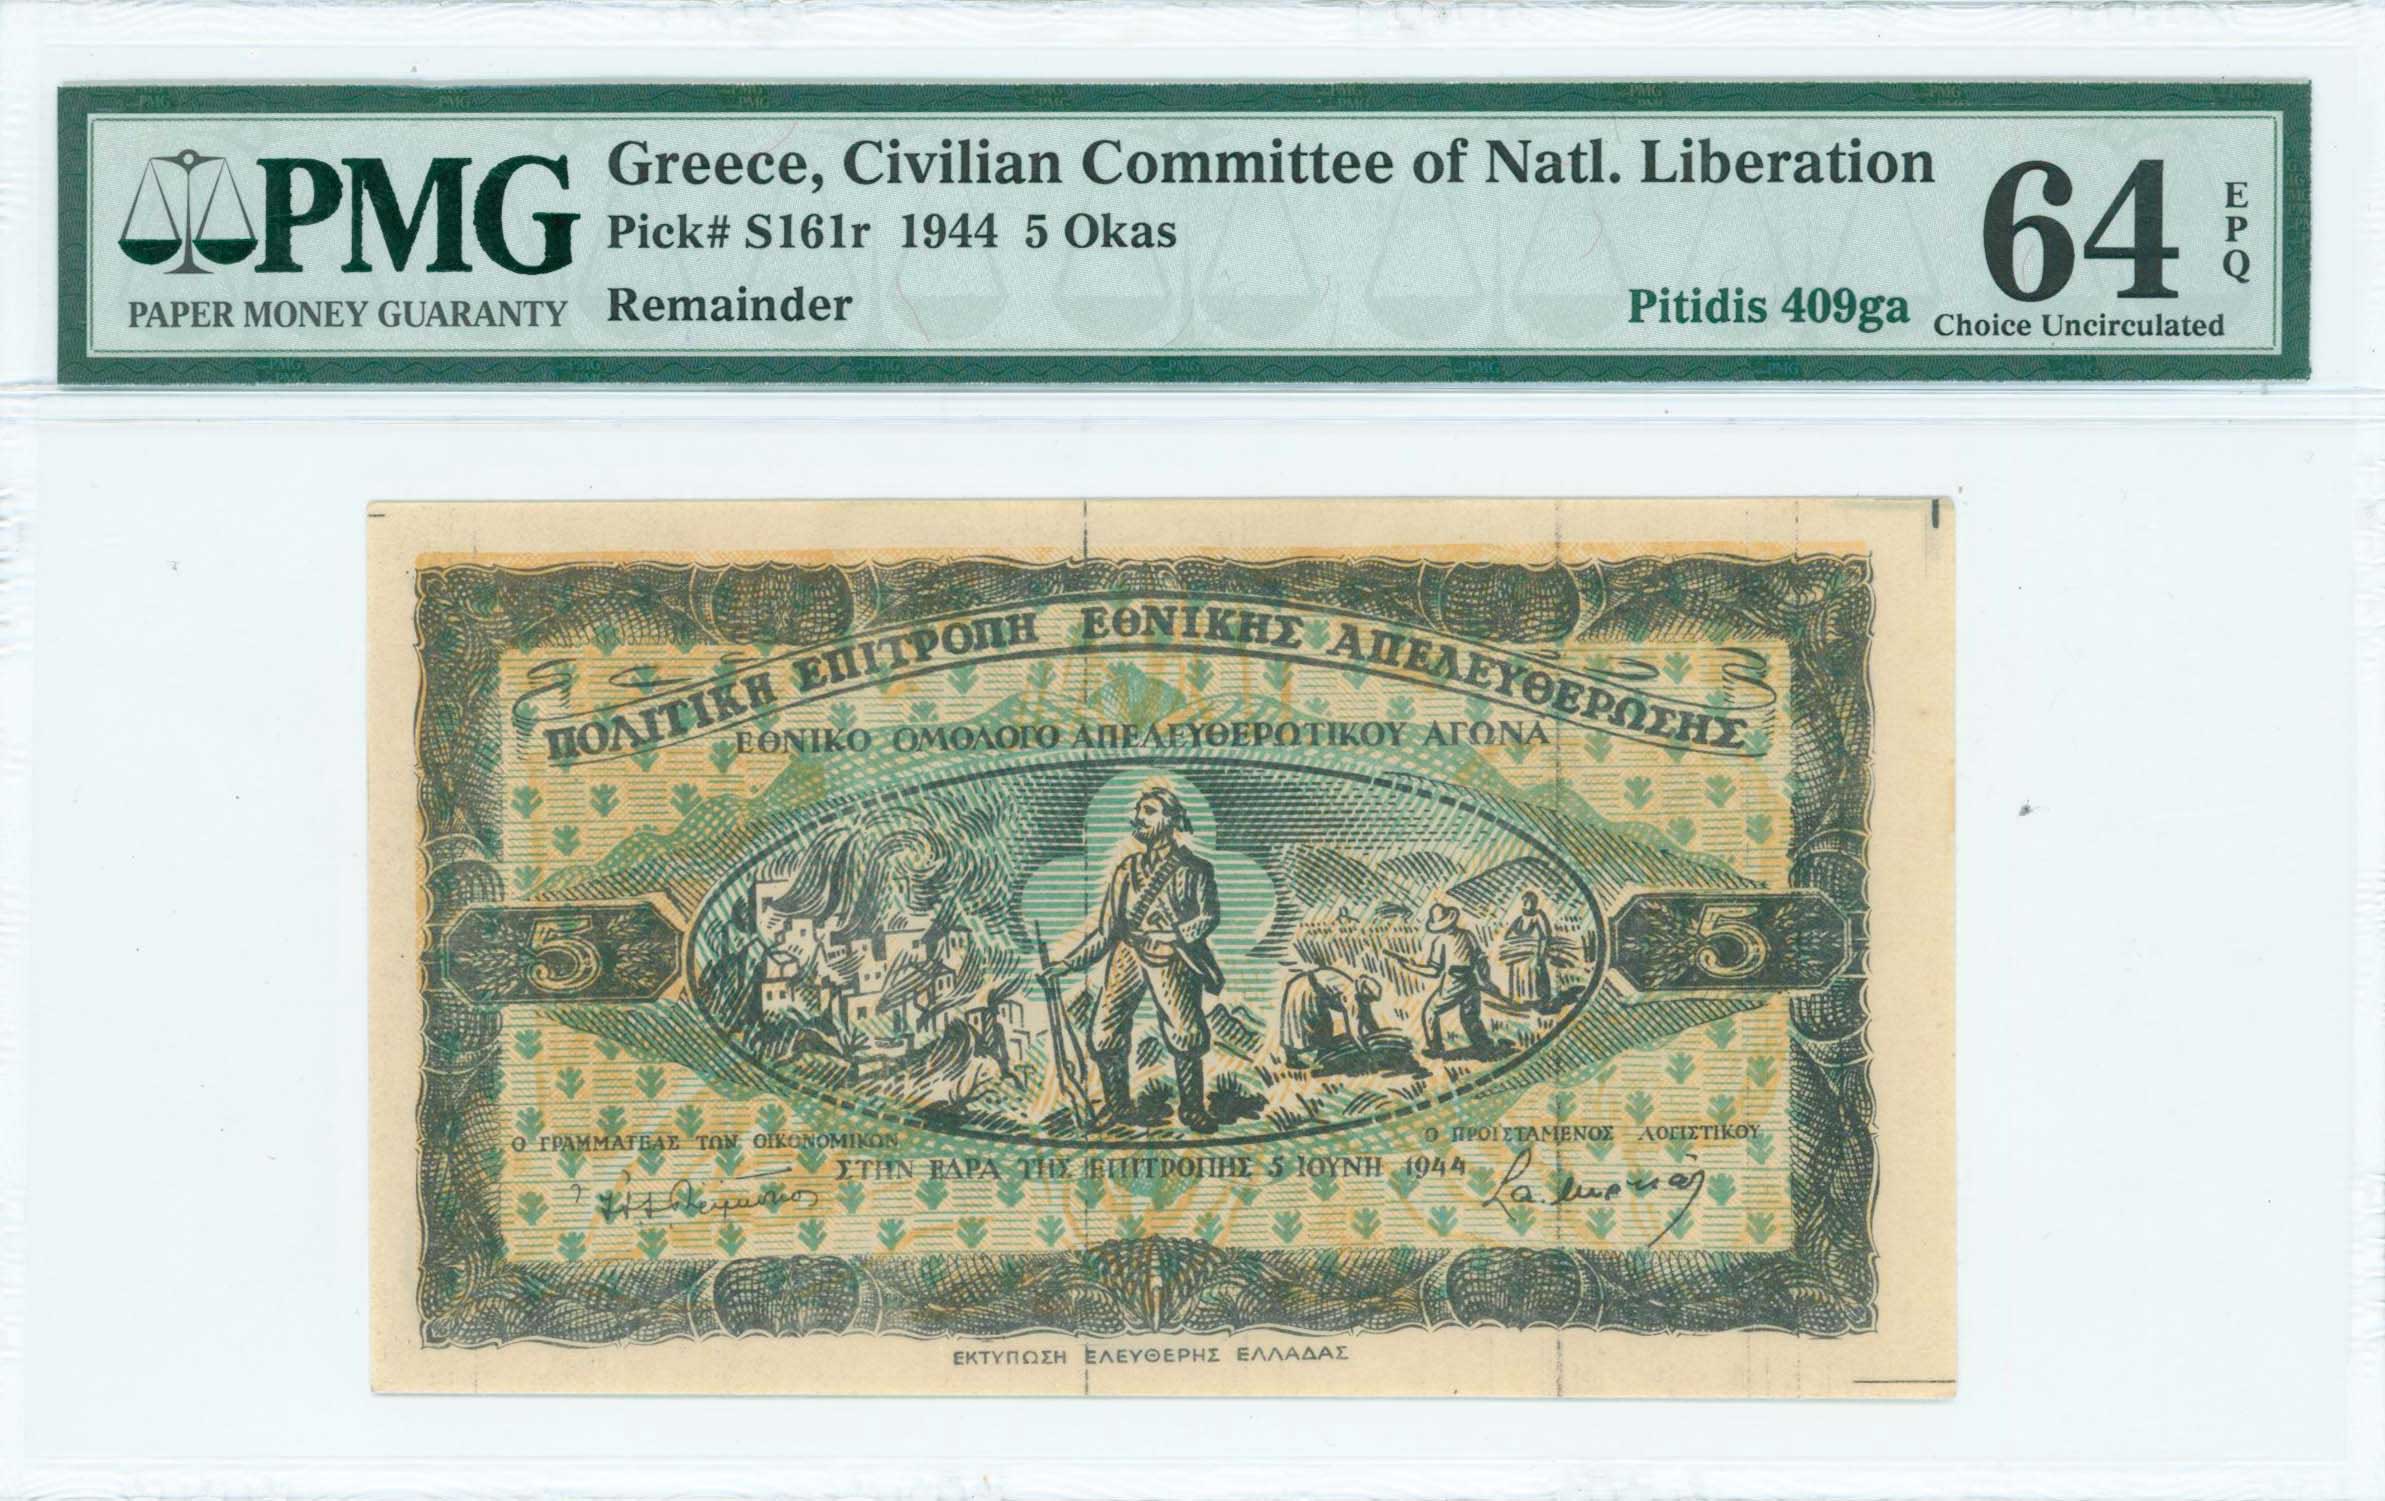 PMG
PAPER MONEY GUARANTY
Greece, Civilian Committee of Natl. Liberation
Pick# S161r 1944 5 Okas
Remainder
Pitidis 409ga
64
EPQ
Choice Uncirculated
ΠΟΛΙΤΙΚΗ ΕΠΙΤΡΟΠΗ ΕΘΝΙΚΗΣ ΑΠΕΛΕΥΘΕΡΩΣΗΣ
ΕΘΝΙΚΟ ΟΜΟΛΟΓΟ ΑΠΕΛΕΥΘΕΡΩΤΙΚΟΥ ΑΓΩΝΑ
5
5
Ο ΓΡΑΜΜΑΤΕΑΣ ΤΩΝ ΟΙΚΟΝΟΜΙΚΩΝ
Ο ΠΡΟΪΣΤΑΜΕΝΟΣ ΛΟΓΙΣΤΙΚΟΥ
ΣΤΗΝ ΕΔΡΑ ΤΗΣ ΕΠΙΤΡΟΠΗΣ 5 ΙΟΥΝΗ 1944
ΕΚΤΥΠΩΣΗ ΕΛΕΥΘΕΡΗΣ ΕΛΛΑΔΑΣ